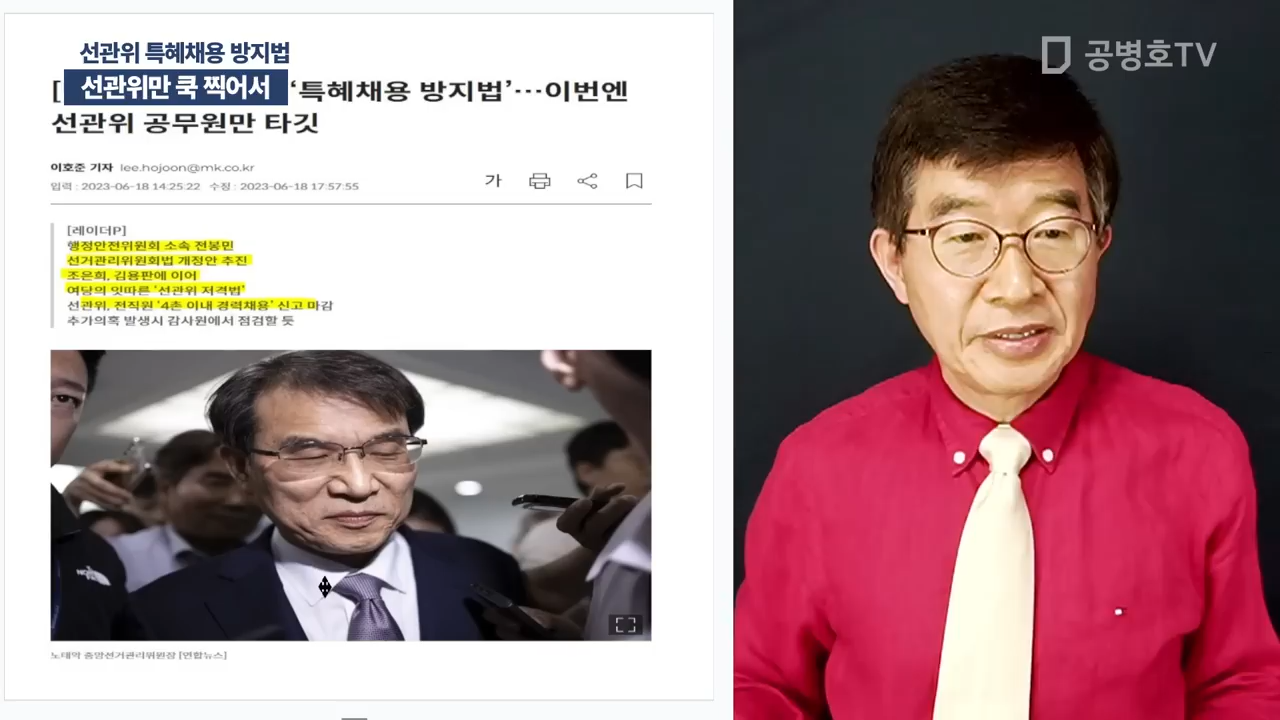 선관위 특혜채용 방지법
선관위만 쿡 찍어서
[ ‘특혜채용 방지법’…이번엔
선관위 공무원만 타깃
이호준 기자 lee.hojoon@mk.co.kr
입력 : 2023-06-18 14:25:22 수정 : 2023-06-18 17:57:55
가
[레이더P]
행정안전위원회 소속 전봉민
선거관리위원회법 개정안 추진
조은희, 김용판에 이어
여당의 잇따른 ‘선관위 저격법’
선관위, 전직원 ‘4촌 이내 경력채용’ 신고 마감
추가의혹 발생시 감사원에서 점검할 듯
노태악 중앙선거관리위원장 [연합뉴스]
공병호TV